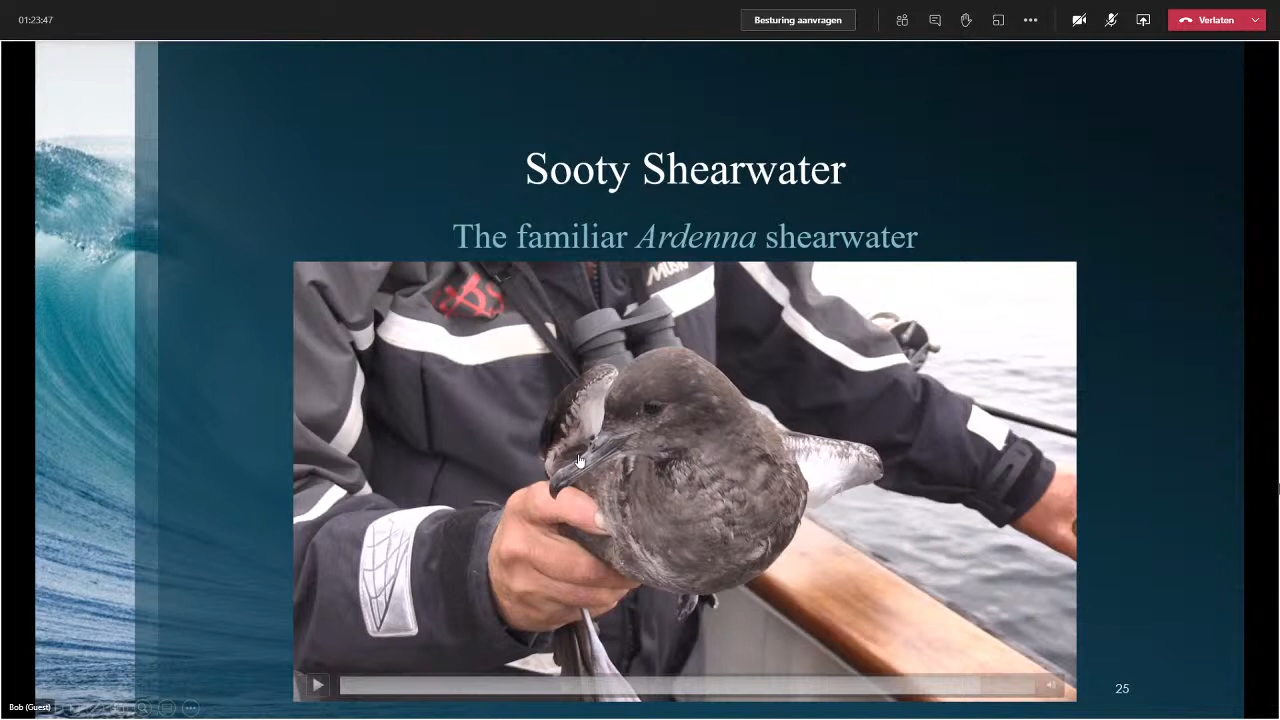 01:23:47
Besturing aanvragen
Verlaten
Sooty Shearwater
The familiar Ardenna shearwater
25
Bob (Guest)